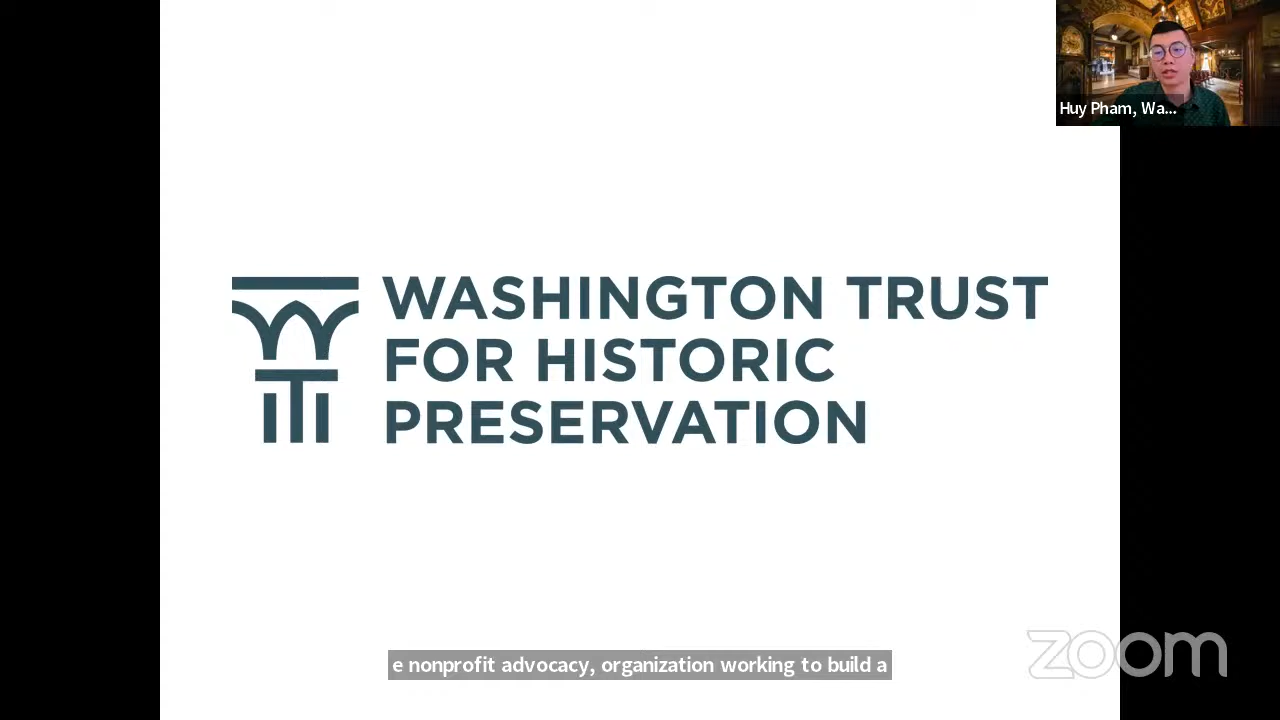 Huy Pham, Wa...
WASHINGTON TRUST
FOR HISTORIC
PRESERVATION
e nonprofit advocacy, organization working to build a
zoom